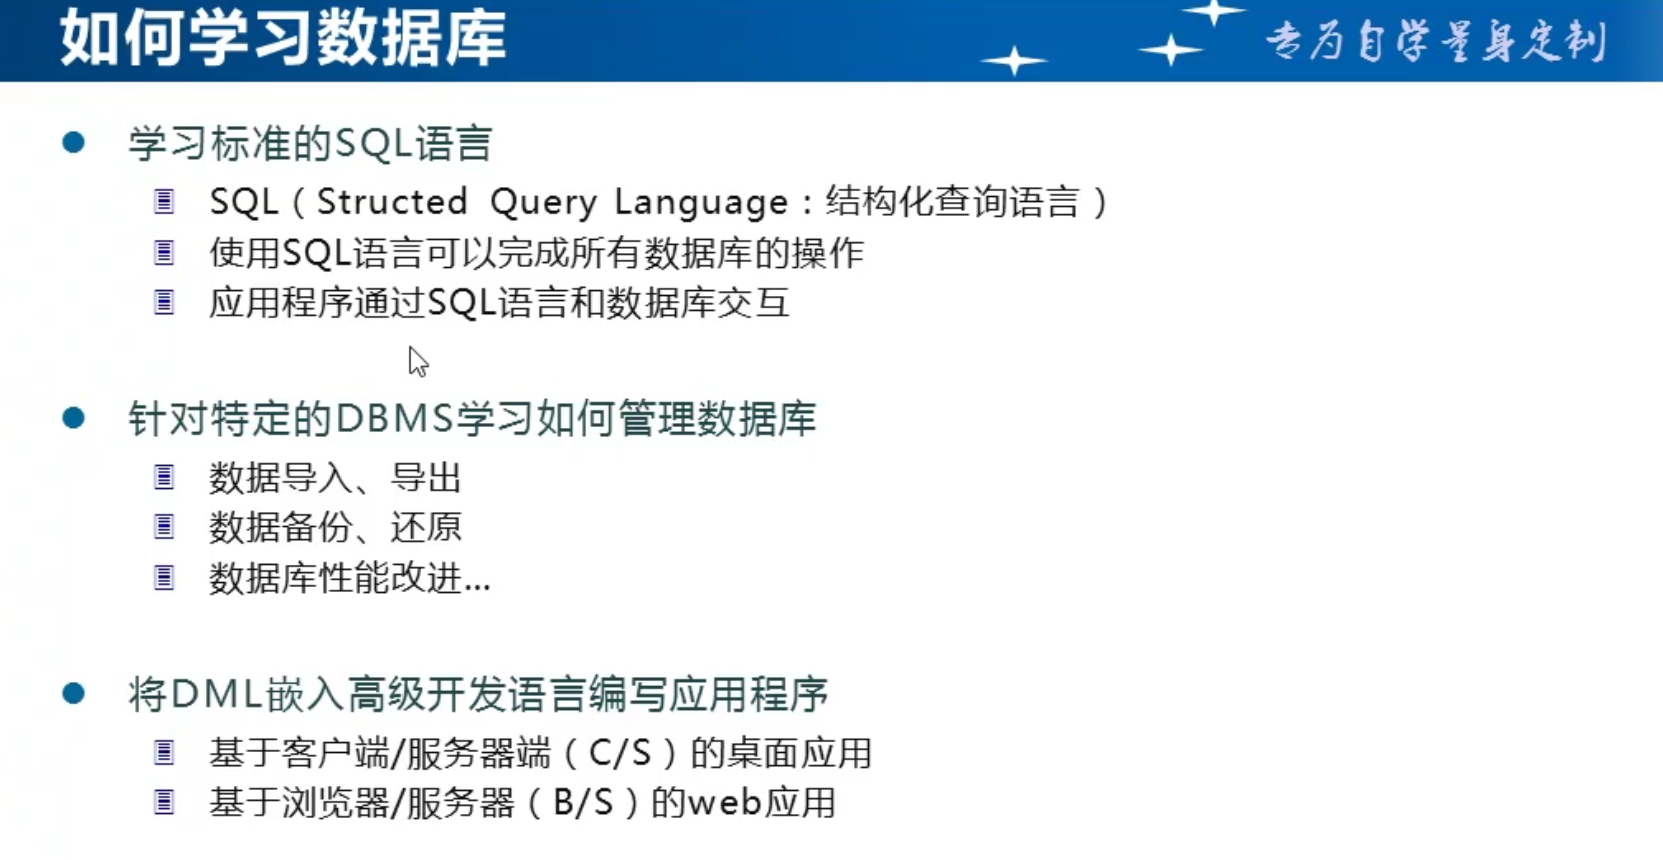 如何学习数据库
专为自学量身定制
学习标准的SQL语言
SQL（Structed Query Language：结构化查询语言）
使用SQL语言可以完成所有数据库的操作
应用程序通过SQL语言和数据库交互
针对特定的DBMS学习如何管理数据库
数据导入、导出
数据备份、还原
数据库性能改进...
将DML嵌入高级开发语言编写应用程序
基于客户端/服务器端（C/S）的桌面应用
基于浏览器/服务器（B/S）的web应用